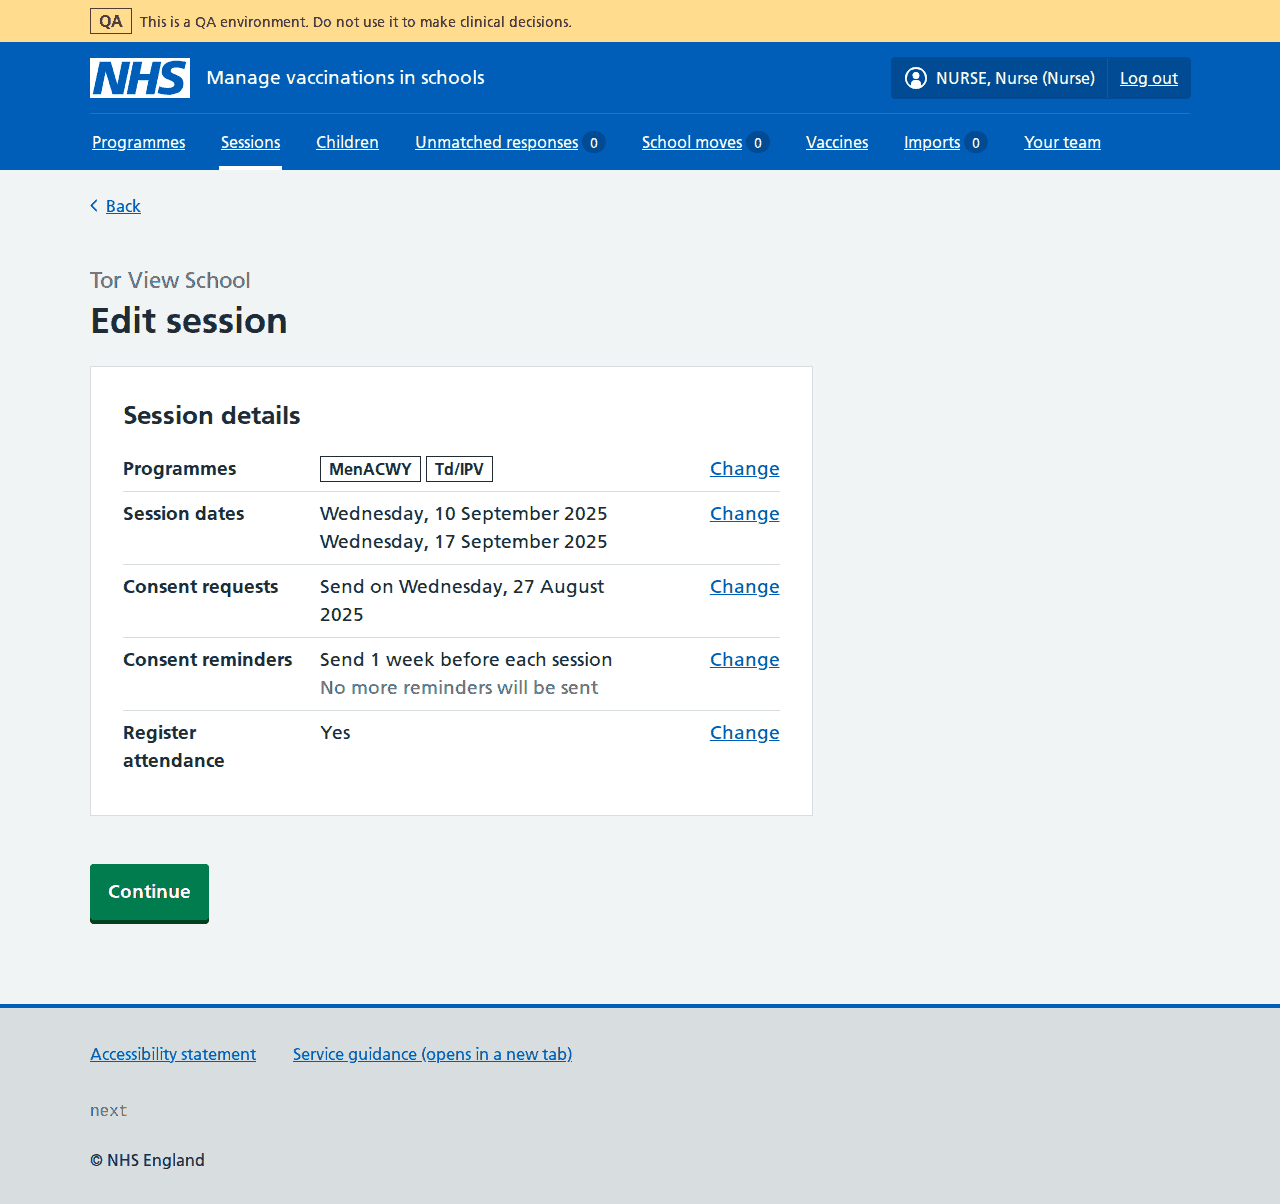 QA This is a QA environment. Do not use it to make clinical decisions.
NHS Manage vaccinations in schools NURSE, Nurse (Nurse) Log out
Programmes Sessions Children Unmatched responses 0 School moves 0 Vaccines Imports 0 Your team
Back
Tor View School
Edit session
Session details
Programmes MenACWY Td/IPV Change
Session dates Wednesday, 10 September 2025 Change
Wednesday, 17 September 2025
Consent requests Send on Wednesday, 27 August Change
2025
Consent reminders Send 1 week before each session Change
No more reminders will be sent
Register Yes Change
attendance
Continue
Accessibility statement Service guidance (opens in a new tab)
next
© NHS England